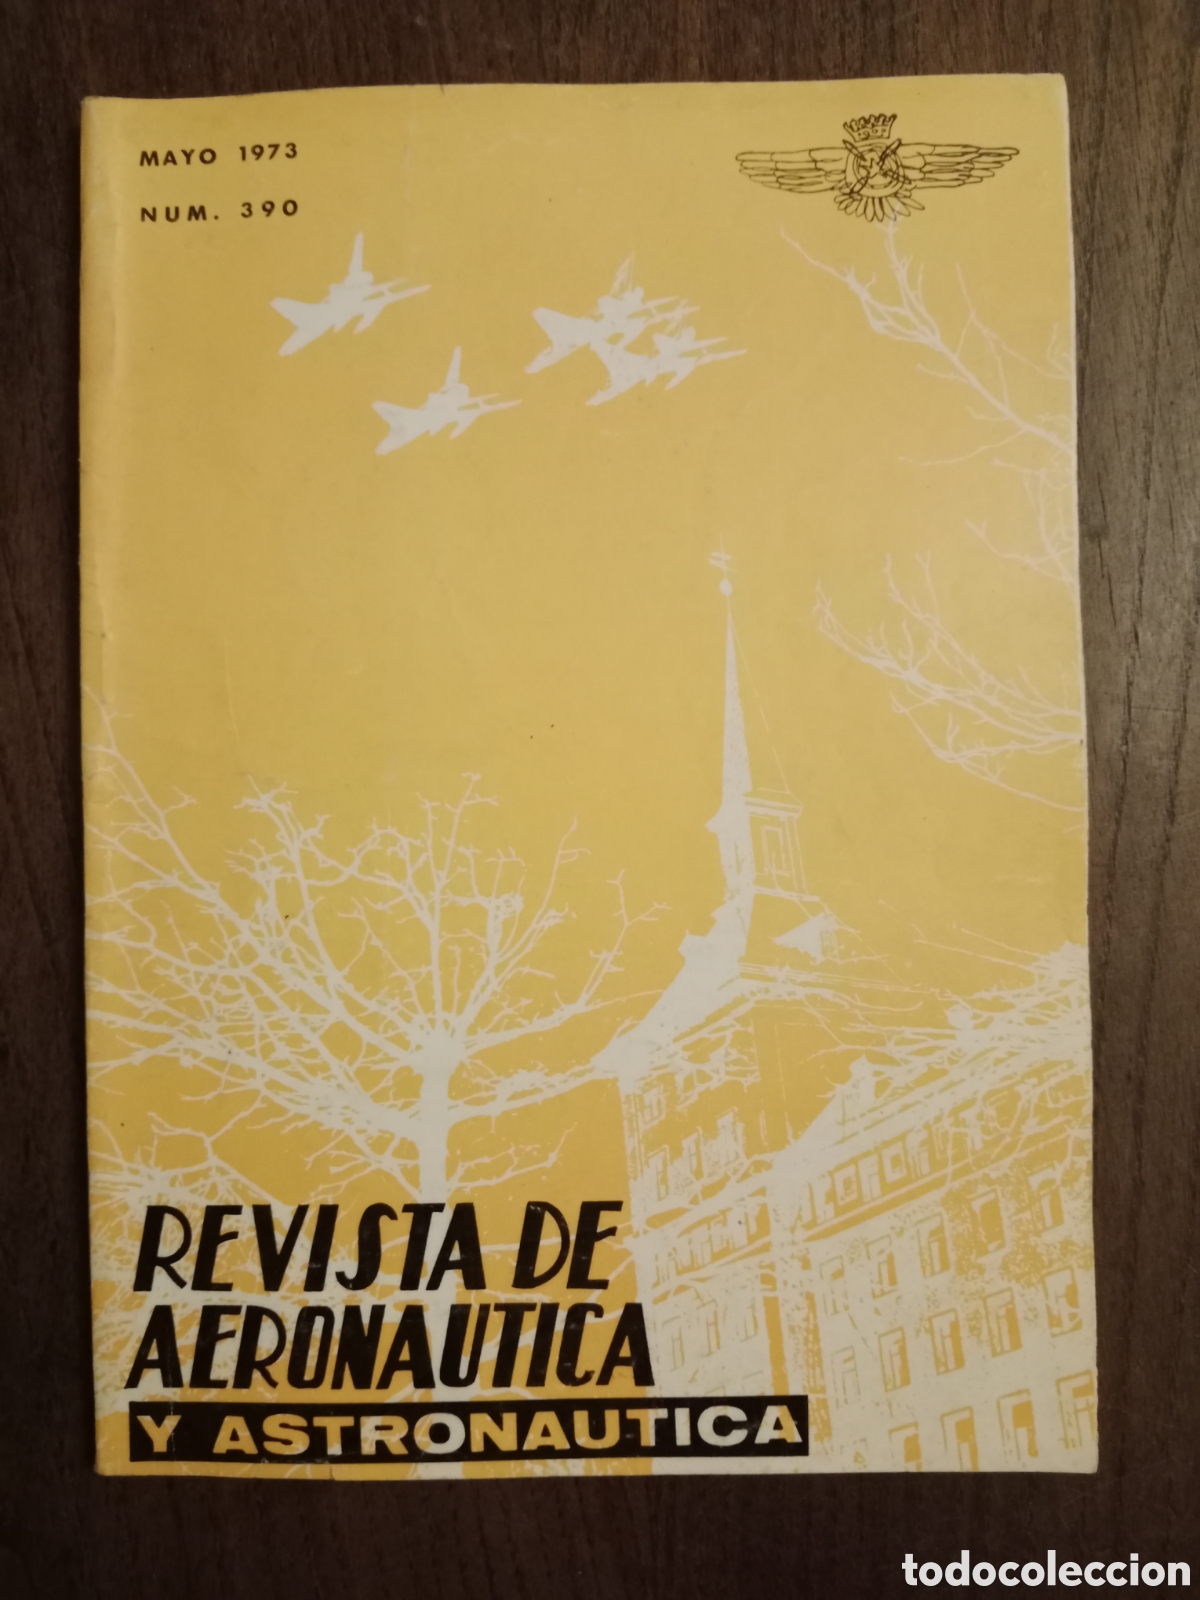 MAYO 1973
NUM. 390
REVISTA DE
AERONAUTICA
Y ASTRONAUTICA
todocoleccion